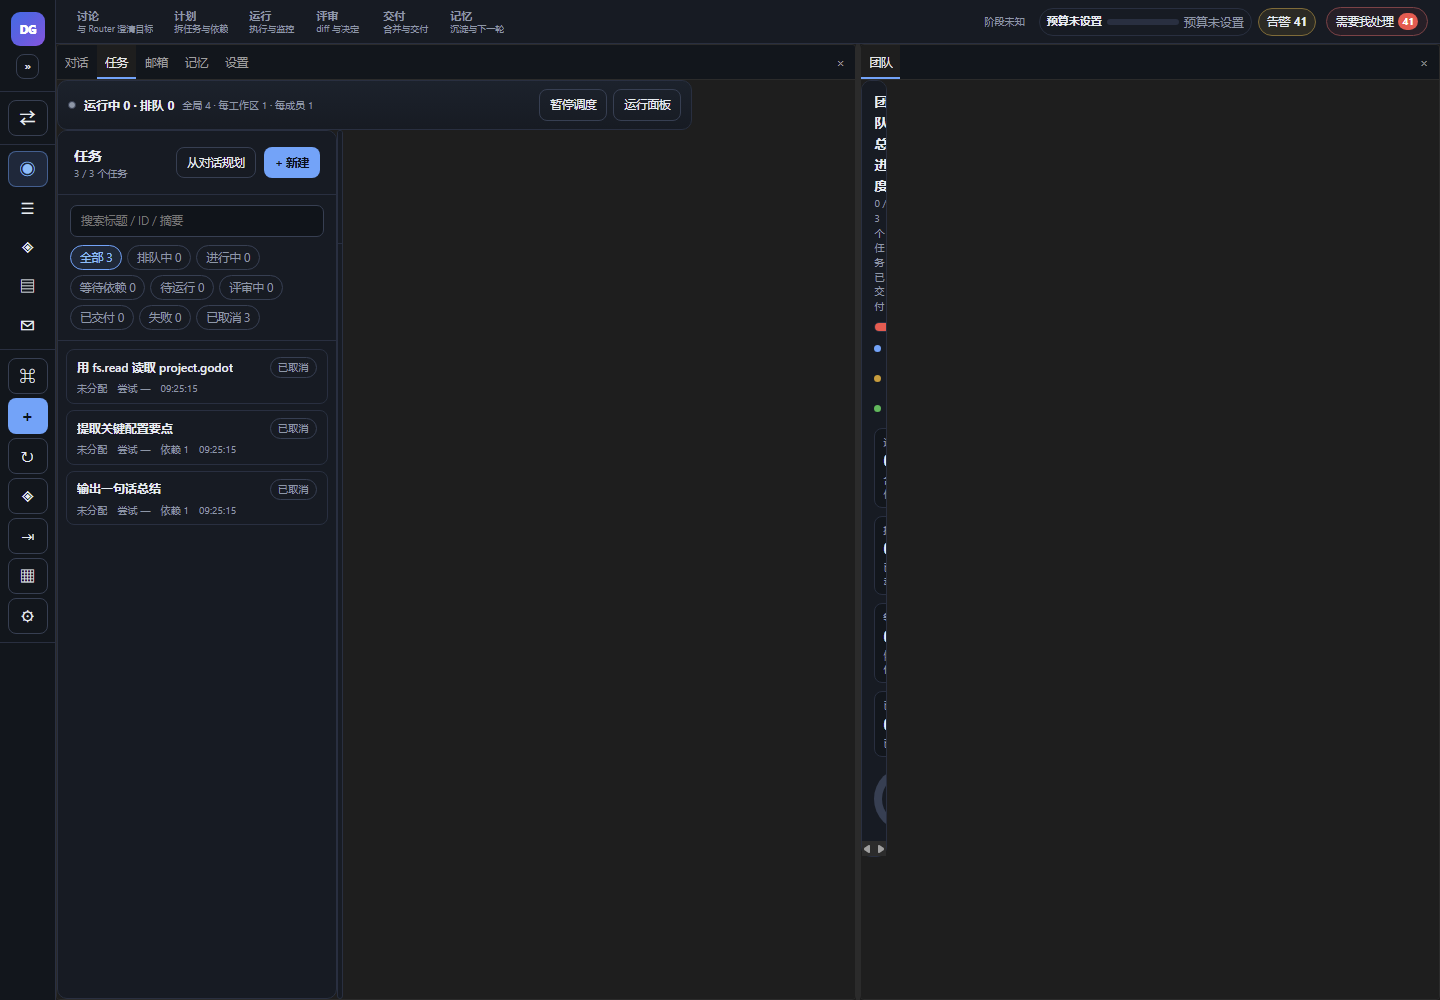 DG
»
讨论
与 Router 澄清目标
计划
拆任务与依赖
运行
执行与监控
评审
diff 与决定
交付
合并与交付
记忆
沉淀与下一轮
阶段未知
预算未设置
预算未设置
告警 41
需要我处理 41
对话 任务 邮箱 记忆 设置 ×
运行中 0 · 排队 0 全局 4 · 每工作区 1 · 每成员 1
暂停调度
运行面板
任务
3 / 3 个任务
从对话规划
+ 新建
搜索标题 / ID / 摘要
全部 3 排队中 0 进行中 0
等待依赖 0 待运行 0 评审中 0
已交付 0 失败 0 已取消 3
用 fs.read 读取 project.godot 已取消
未分配 尝试 — 09:25:15
提取关键配置要点 已取消
未分配 尝试 — 依赖 1 09:25:15
输出一句话总结 已取消
未分配 尝试 — 依赖 1 09:25:15
团队 ×
团
队
总
进
度
0 /
3
个
任
务
已
交
付